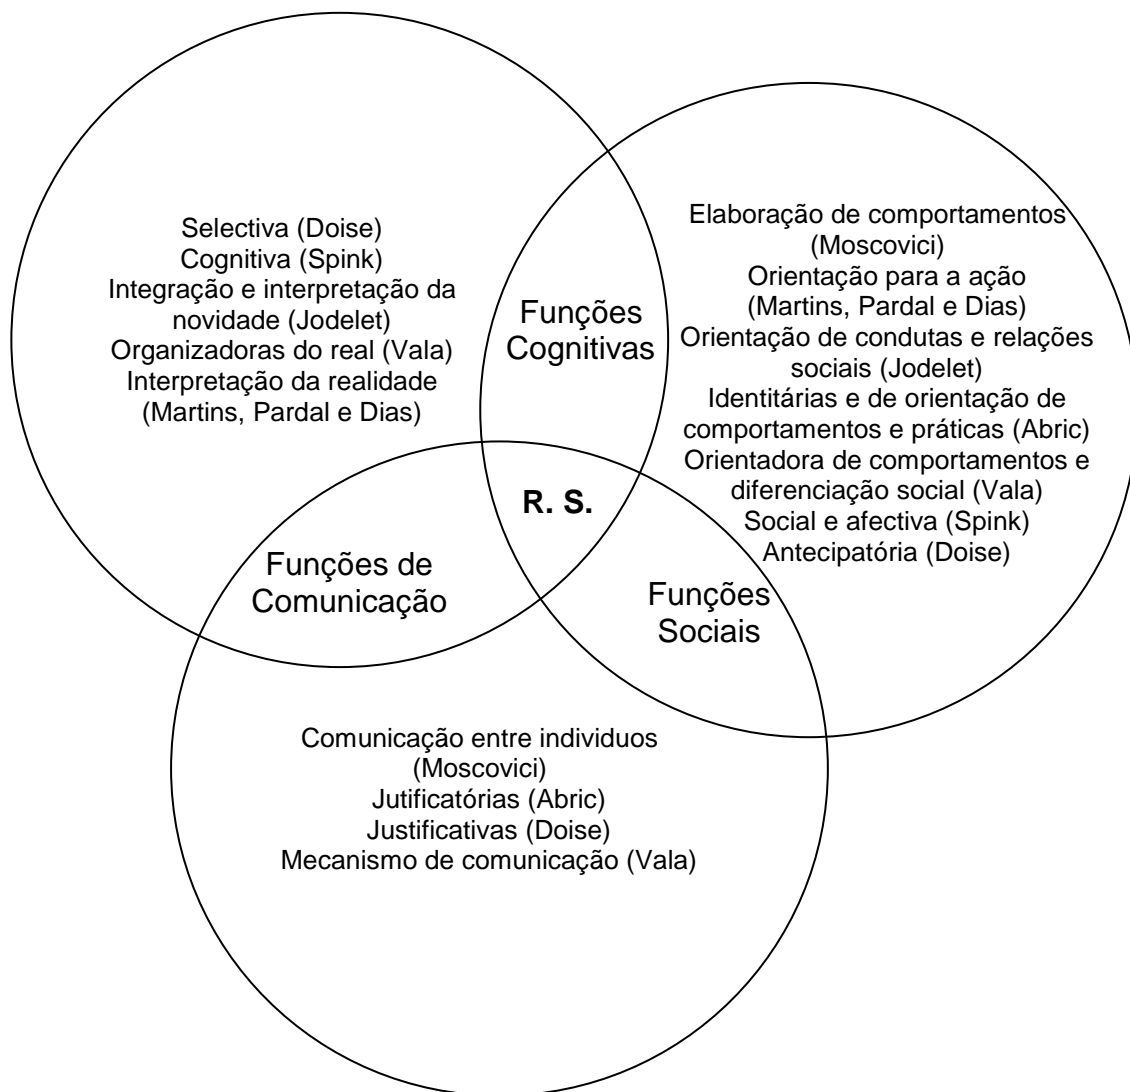 Selectiva (Doise)
Cognitiva (Spink)
Integração e interpretação da
novidade (Jodelet)
Organizadoras do real (Vala)
Interpretação da realidade
(Martins, Pardal e Dias)
Funções
Cognitivas
Elaboração de comportamentos
(Moscovici)
Orientação para a ação
(Martins, Pardal e Dias)
Orientação de condutas e relações
sociais (Jodelet)
Identitárias e de orientação de
comportamentos e práticas (Abric)
Orientadora de comportamentos e
diferenciação social (Vala)
Social e afectiva (Spink)
Antecipatória (Doise)
R. S.
Funções de
Comunicação
Funções
Sociais
Comunicação entre individuos
(Moscovici)
Jutificatórias (Abric)
Justificativas (Doise)
Mecanismo de comunicação (Vala)